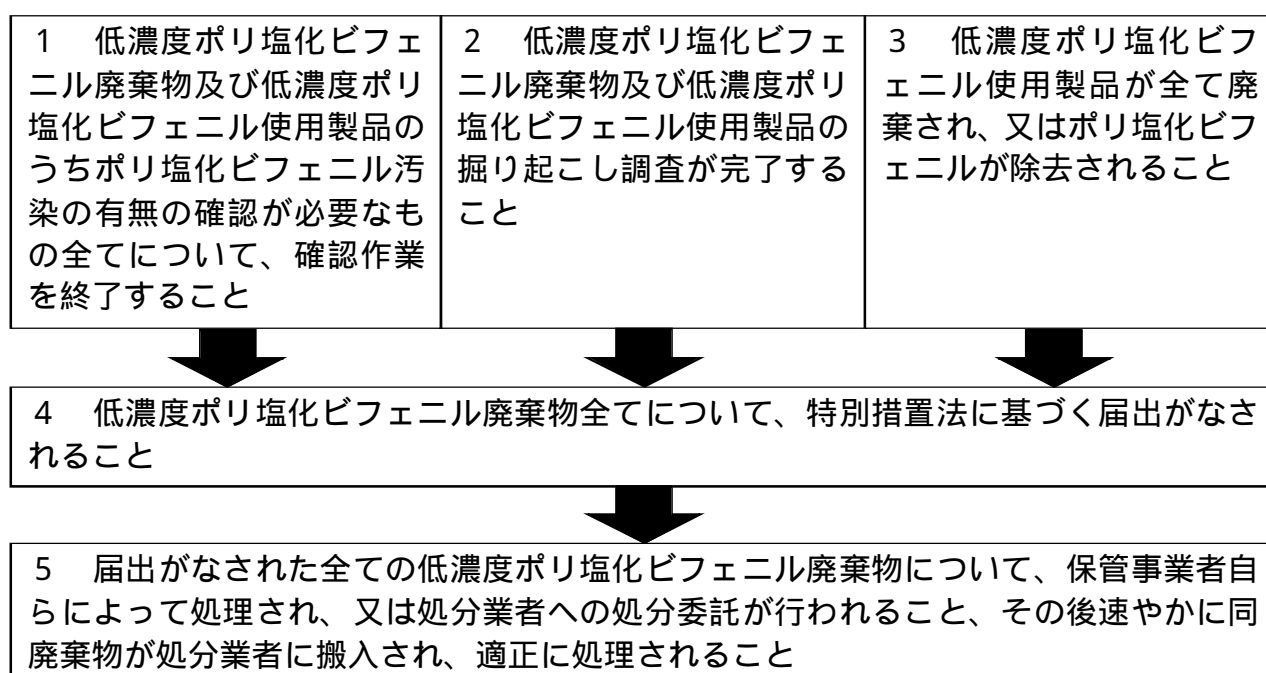 1　低濃度ポリ塩化ビフェ
ニル廃棄物及び低濃度ポリ
塩化ビフェニル使用製品の
うちポリ塩化ビフェニル汚
染の有無の確認が必要なも
の全てについて、確認作業
を終了すること
2　低濃度ポリ塩化ビフェ
ニル廃棄物及び低濃度ポリ
塩化ビフェニル使用製品の
掘り起こし調査が完了する
こと
3　低濃度ポリ塩化ビフ
ェニル使用製品が全て廃
棄され、又はポリ塩化ビフ
ェニルが除去されること
4　低濃度ポリ塩化ビフェニル廃棄物全てについて、特別措置法に基づく届出がなさ
れること
5　届出がなされた全ての低濃度ポリ塩化ビフェニル廃棄物について、保管事業者自
らによって処理され、又は処分業者への処分委託が行われること、その後速やかに同
廃棄物が処分業者に搬入され、適正に処理されること